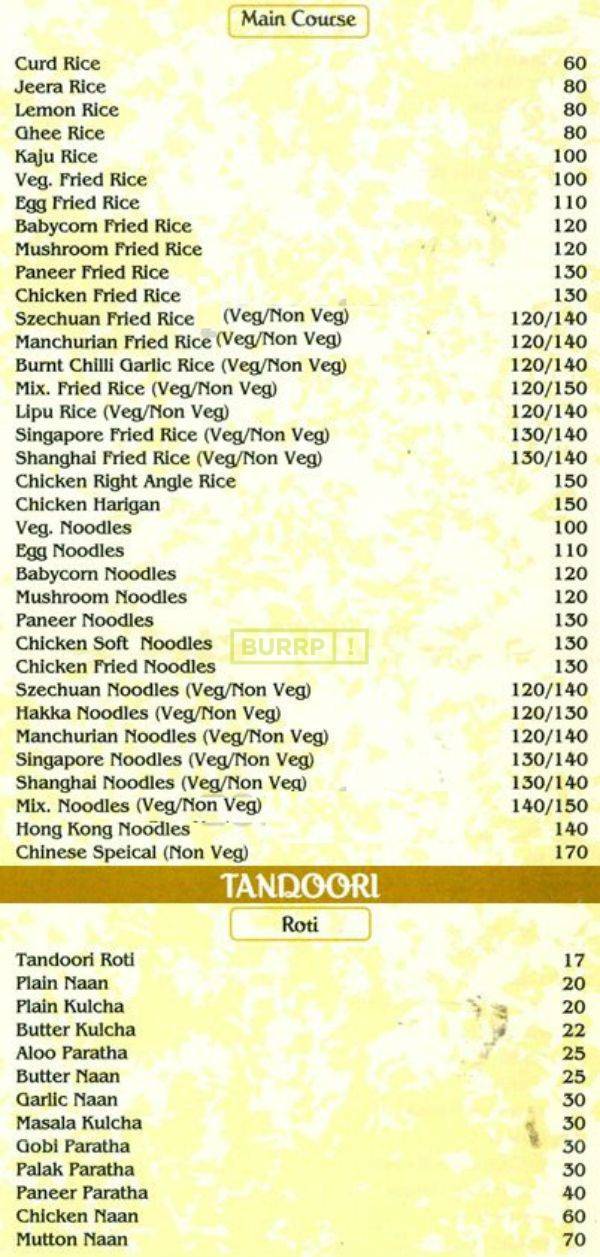 Main Course
Curd Rice 60
Jeera Rice 80
Lemon Rice 80
Ghee Rice 80
Kaju Rice 100
Veg. Fried Rice 100
Egg Fried Rice 110
Babycorn Fried Rice 120
Mushroom Fried Rice 120
Paneer Fried Rice 130
Chicken Fried Rice 130
Szechuan Fried Rice (Veg/Non Veg) 120/140
Manchurian Fried Rice (Veg/Non Veg) 120/140
Burnt Chilli Garlic Rice (Veg/Non Veg) 120/140
Mix. Fried Rice (Veg/Non Veg) 120/150
Lipu Rice (Veg/Non Veg) 120/140
Singapore Fried Rice (Veg/Non Veg) 130/140
Shanghai Fried Rice (Veg/Non Veg) 130/140
Chicken Right Angle Rice 150
Chicken Harigan 150
Veg. Noodles 100
Egg Noodles 110
Babycorn Noodles 120
Mushroom Noodles 120
Paneer Noodles 130
Chicken Soft Noodles 130
BURRP !
Chicken Fried Noodles 130
Szechuan Noodles (Veg/Non Veg) 120/140
Hakka Noodles (Veg/Non Veg) 120/130
Manchurian Noodles (Veg/Non Veg) 120/140
Singapore Noodles (Veg/Non Veg) 130/140
Shanghai Noodles (Veg/Non Veg) 130/140
Mix. Noodles (Veg/Non Veg) 140/150
Hong Kong Noodles 140
Chinese Speical (Non Veg) 170
TANDOORI
Roti
Tandoori Roti 17
Plain Naan 20
Plain Kulcha 20
Butter Kulcha 22
Aloo Paratha 25
Butter Naan 25
Garlic Naan 30
Masala Kulcha 30
Gobi Paratha 30
Palak Paratha 30
Paneer Paratha 40
Chicken Naan 60
Mutton Naan 70